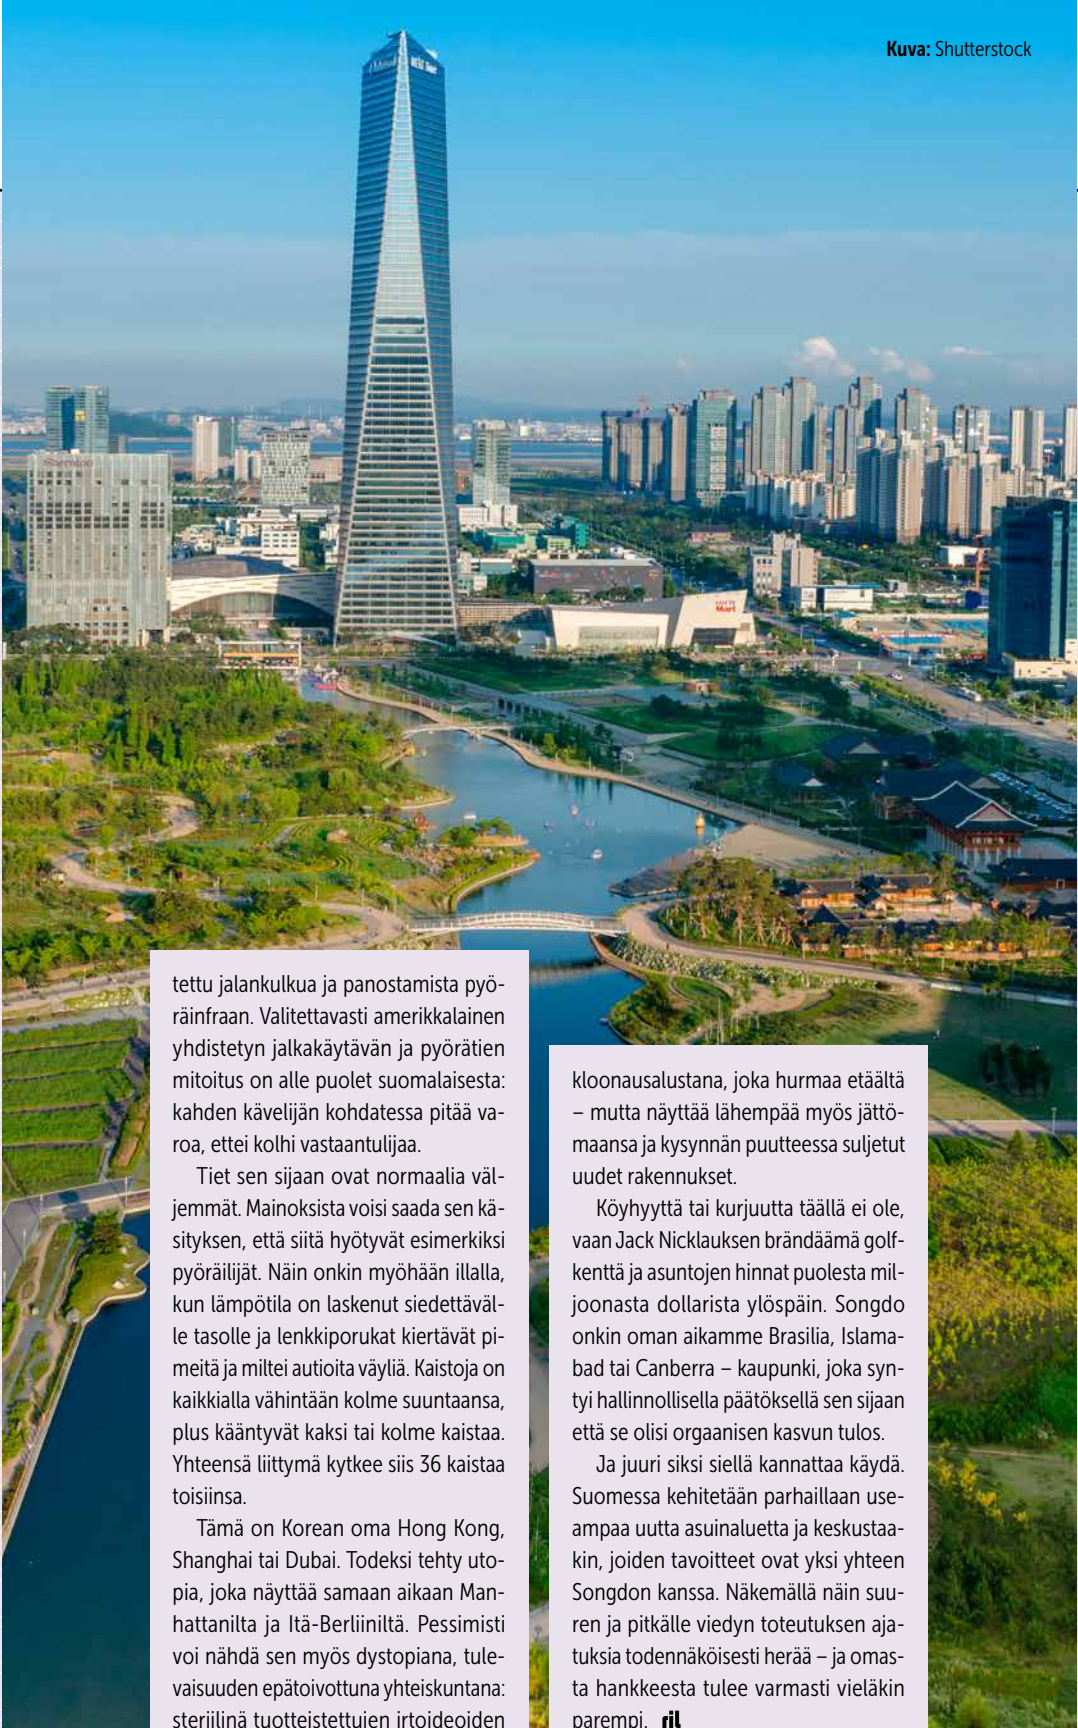 Kuva: Shutterstock
Sheraton
LOTTE
Mart
tettu jalankulkua ja panostamista pyö-
räinfraan. Valitettavasti amerikkalainen
yhdistetyn jalkakäytävän ja pyörätien
mitoitus on alle puolet suomalaisesta:
kahden kävelijän kohdatessa pitää va-
roa, ettei kolhi vastaantulijaa.
Tiet sen sijaan ovat normaalia väl-
jemmät. Mainoksista voisi saada sen kä-
sityksen, että siitä hyötyvät esimerkiksi
pyöräilijät. Näin onkin myöhään illalla,
kun lämpötila on laskenut siedettäväl-
le tasolle ja lenkkiporukat kiertävät pi-
meitä ja miltei autioita väyliä. Kaistoja on
kaikkialla vähintään kolme suuntaansa,
plus kääntyvät kaksi tai kolme kaistaa.
Yhteensä liittymä kytkee siis 36 kaistaa
toisiinsa.
Tämä on Korean oma Hong Kong,
Shanghai tai Dubai. Todeksi tehty uto-
pia, joka näyttää samaan aikaan Man-
hattanilta ja Itä-Berliiniltä. Pessimisti
voi nähdä sen myös dystopiana, tule-
vaisuuden epätoivottuna yhteiskuntana:
steriilinä tuotteistettujen irtoideoiden
kloonausalustana, joka hurmaa etäältä
– mutta näyttää lähempää myös jättö-
maansa ja kysynnän puutteessa suljetut
uudet rakennukset.
Köyhyyttä tai kurjuutta täällä ei ole,
vaan Jack Nicklauksen brändäämä golf-
kenttä ja asuntojen hinnat puolesta mil-
joonasta dollarista ylöspäin. Songdo
onkin oman aikamme Brasilia, Islama-
bad tai Canberra – kaupunki, joka syn-
tyi hallinnollisella päätöksellä sen sijaan
että se olisi orgaanisen kasvun tulos.
Ja juuri siksi siellä kannattaa käydä.
Suomessa kehitetään parhaillaan use-
ampaa uutta asuinaluetta ja keskustaa-
kin, joiden tavoitteet ovat yksi yhteen
Songdon kanssa. Näkemällä näin suu-
ren ja pitkälle viedyn toteutuksen aja-
tuksia todennäköisesti herää – ja omas-
ta hankkeesta tulee varmasti vieläkin
parempi. ril